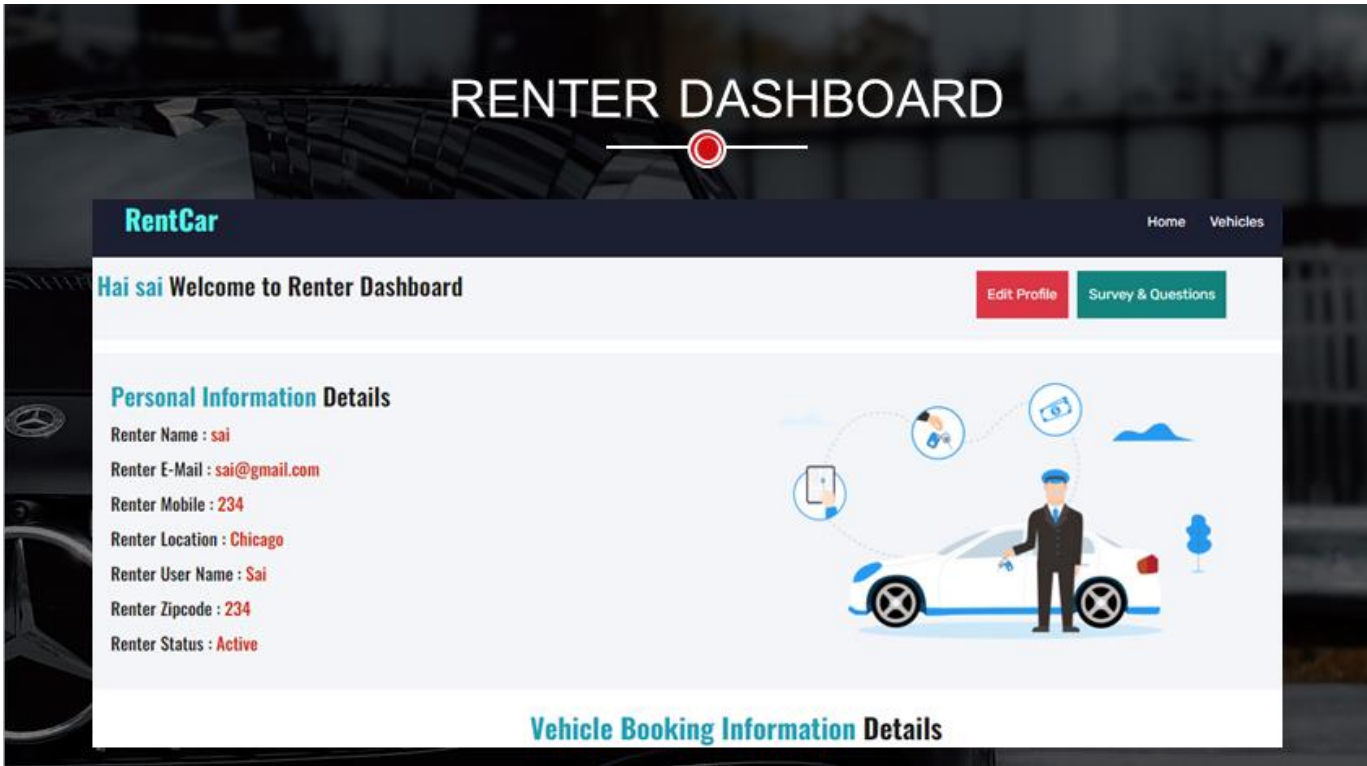 RENTER DASHBOARD
RentCar
Home Vehicles
Hai sai Welcome to Renter Dashboard
Edit Profile
Survey & Questions
Personal Information Details
Renter Name : sai
Renter E-Mail : sai@gmail.com
Renter Mobile : 234
Renter Location : Chicago
Renter User Name : Sai
Renter Zipcode : 234
Renter Status : Active
Vehicle Booking Information Details